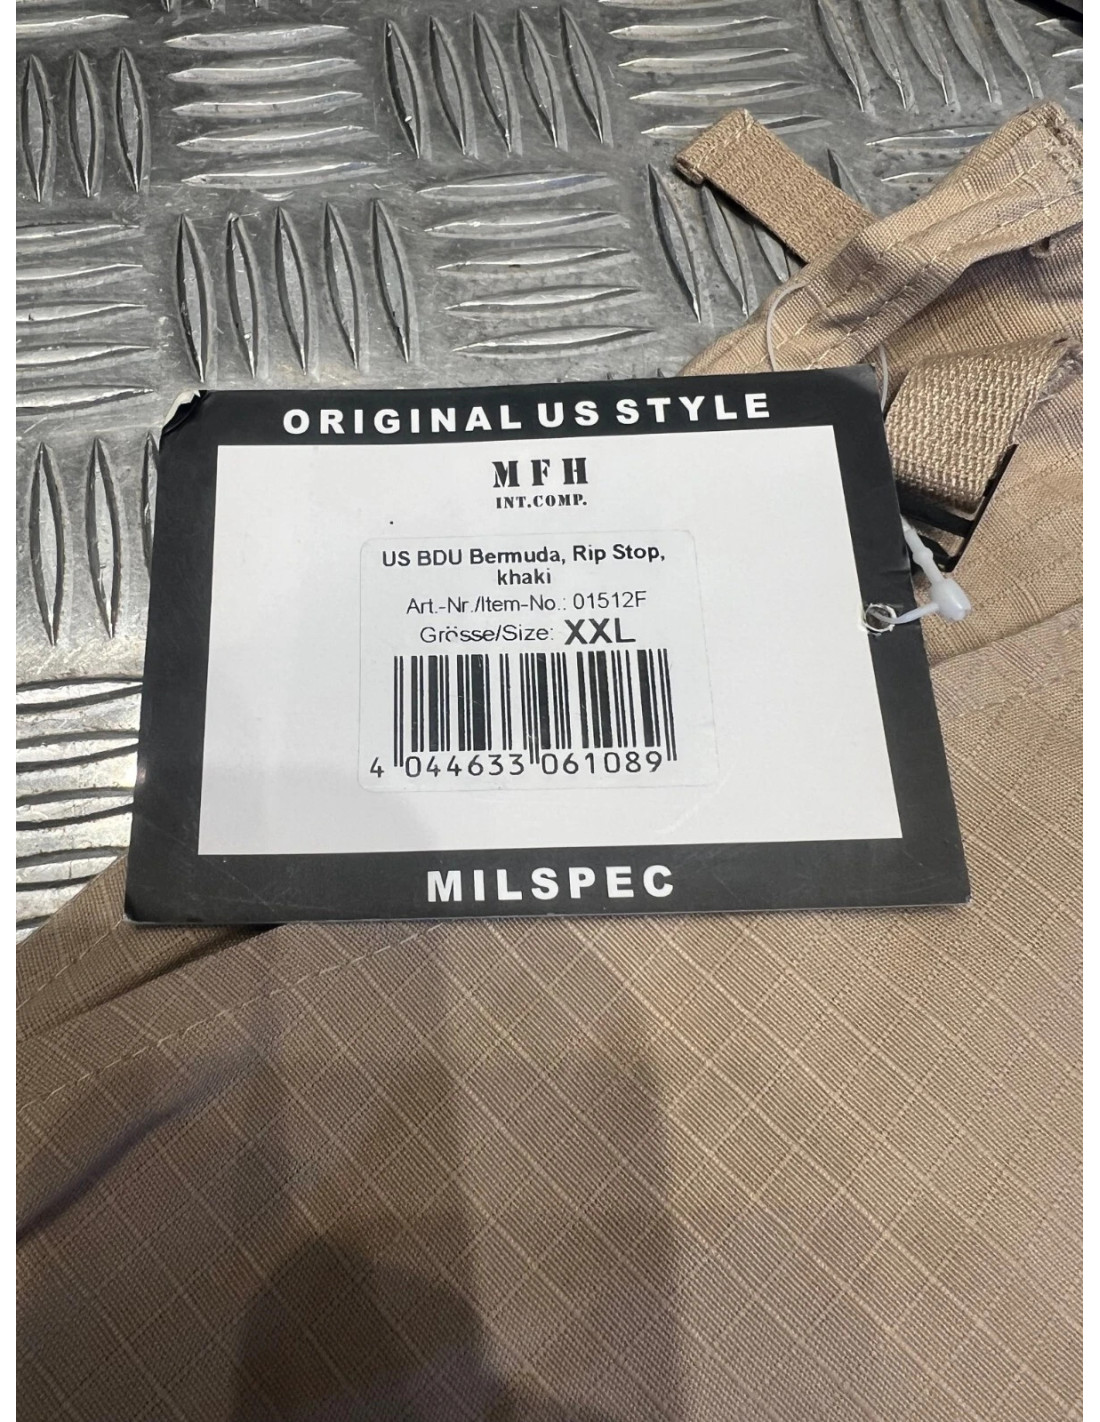 ORIGINAL US STYLE
MFH
INT.COMP.
US BDU Bermuda, Rip Stop,
khaki
Art.-Nr./Item-No.: 01512F
Grösse/Size: XXL
4 044633 061089
MILSPEC